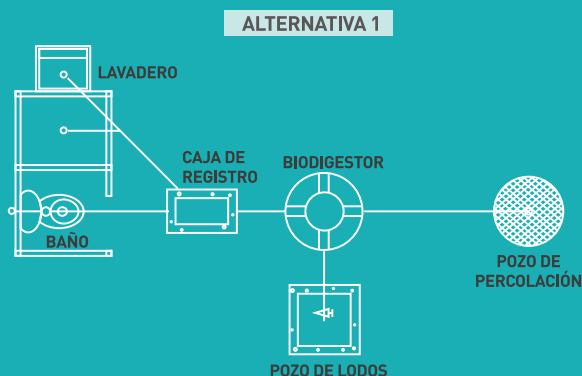 ALTERNATIVA 1
LAVADERO
CAJA DE
REGISTRO
BIODIGESTOR
BAÑO
POZO DE
PERCOLACIÓN
POZO DE LODOS